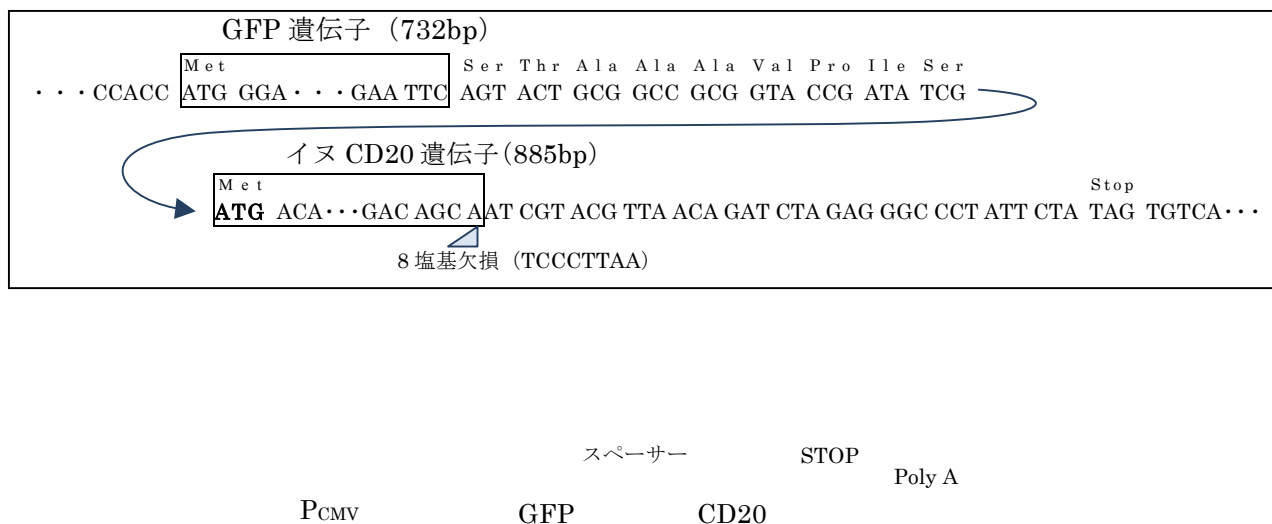 GFP 遺伝子（732bp）
Met Ser Thr Ala Ala Ala Val Pro Ile Ser
・・・CCACC ATG GGA・・・GAA TTC AGT ACT GCG GCC GCG GTA CCG ATA TCG
イヌ CD20 遺伝子(885bp)
Met Stop
ATG ACA・・・GAC AGC AAT CGT ACG TTA ACA GAT CTA GAG GGC CCT ATT CTA TAG TGTCA・・・
8 塩基欠損（TCCCTTAA）
スペーサー STOP
Poly A
PCMV GFP CD20